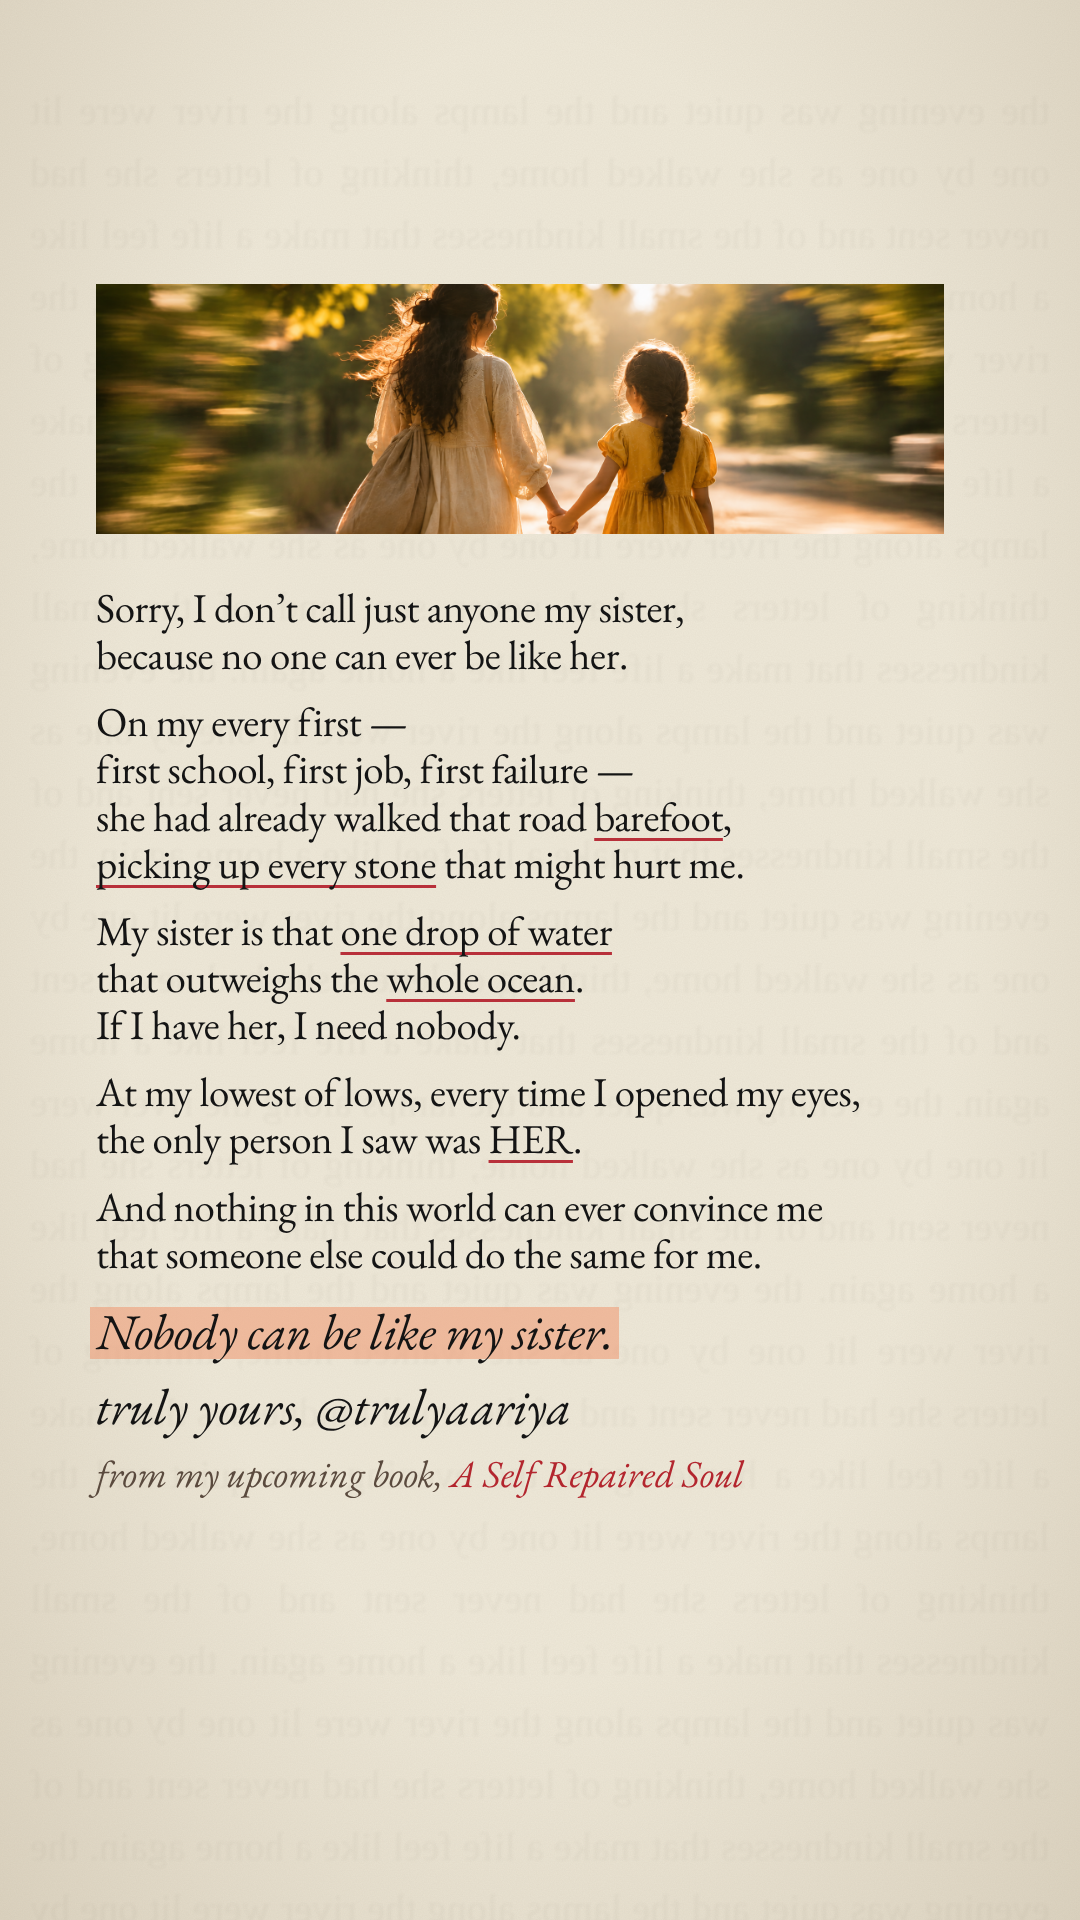 Sorry, I don’t call just anyone my sister,
because no one can ever be like her.
On my every first —
first school, first job, first failure —
she had already walked that road barefoot,
picking up every stone that might hurt me.
My sister is that one drop of water
that outweighs the whole ocean.
If I have her, I need nobody.
At my lowest of lows, every time I opened my eyes,
the only person I saw was HER.
And nothing in this world can ever convince me
that someone else could do the same for me.
Nobody can be like my sister.
truly yours, @trulyaariya
from my upcoming book, A Self Repaired Soul